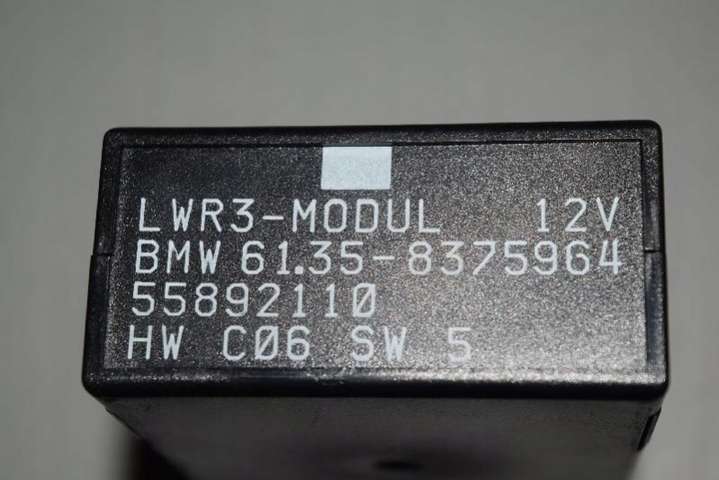 LWR3-MODUL 12V
BMW 61.35-8375964
55892110
HW C06 SW 5